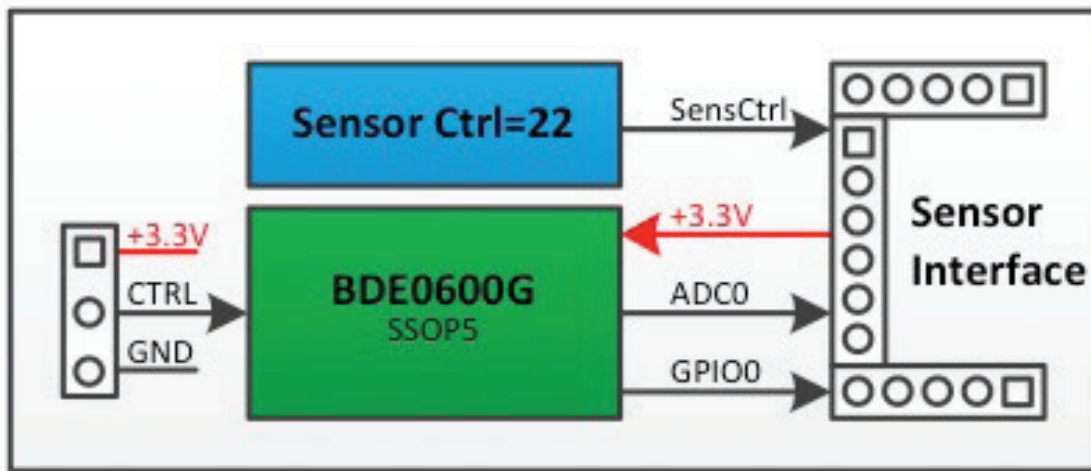 Sensor Ctrl=22
SensCtrl
+3.3V
CTRL
GND
BDE0600G
SSOP5
+3.3V
ADC0
GPIO0
Sensor
Interface